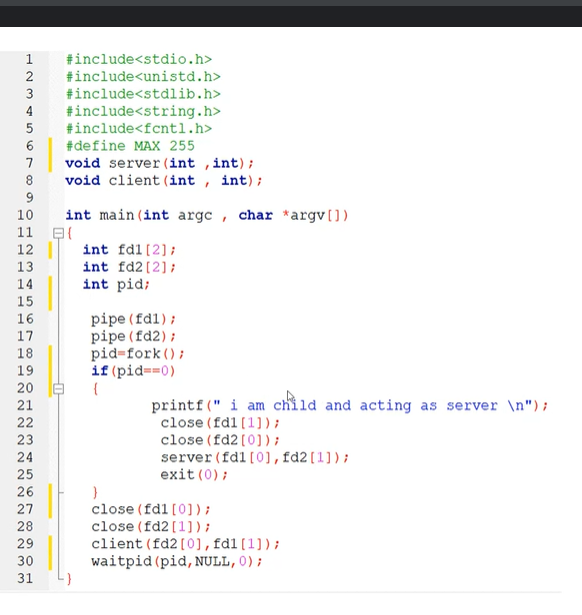 1 #include<stdio.h>
2 #include<unistd.h>
3 #include<stdlib.h>
4 #include<string.h>
5 #include<fcntl.h>
6 #define MAX 255
7 void server(int ,int);
8 void client(int , int);
9
10 int main(int argc , char *argv[])
11 {
12 int fd1[2];
13 int fd2[2];
14 int pid;
15
16 pipe(fd1);
17 pipe(fd2);
18 pid=fork();
19 if(pid==0)
20 {
21 printf(" i am child and acting as server \n");
22 close(fd1[1]);
23 close(fd2[0]);
24 server(fd1[0],fd2[1]);
25 exit(0);
26 }
27 close(fd1[0]);
28 close(fd2[1]);
29 client(fd2[0],fd1[1]);
30 waitpid(pid,NULL,0);
31 }